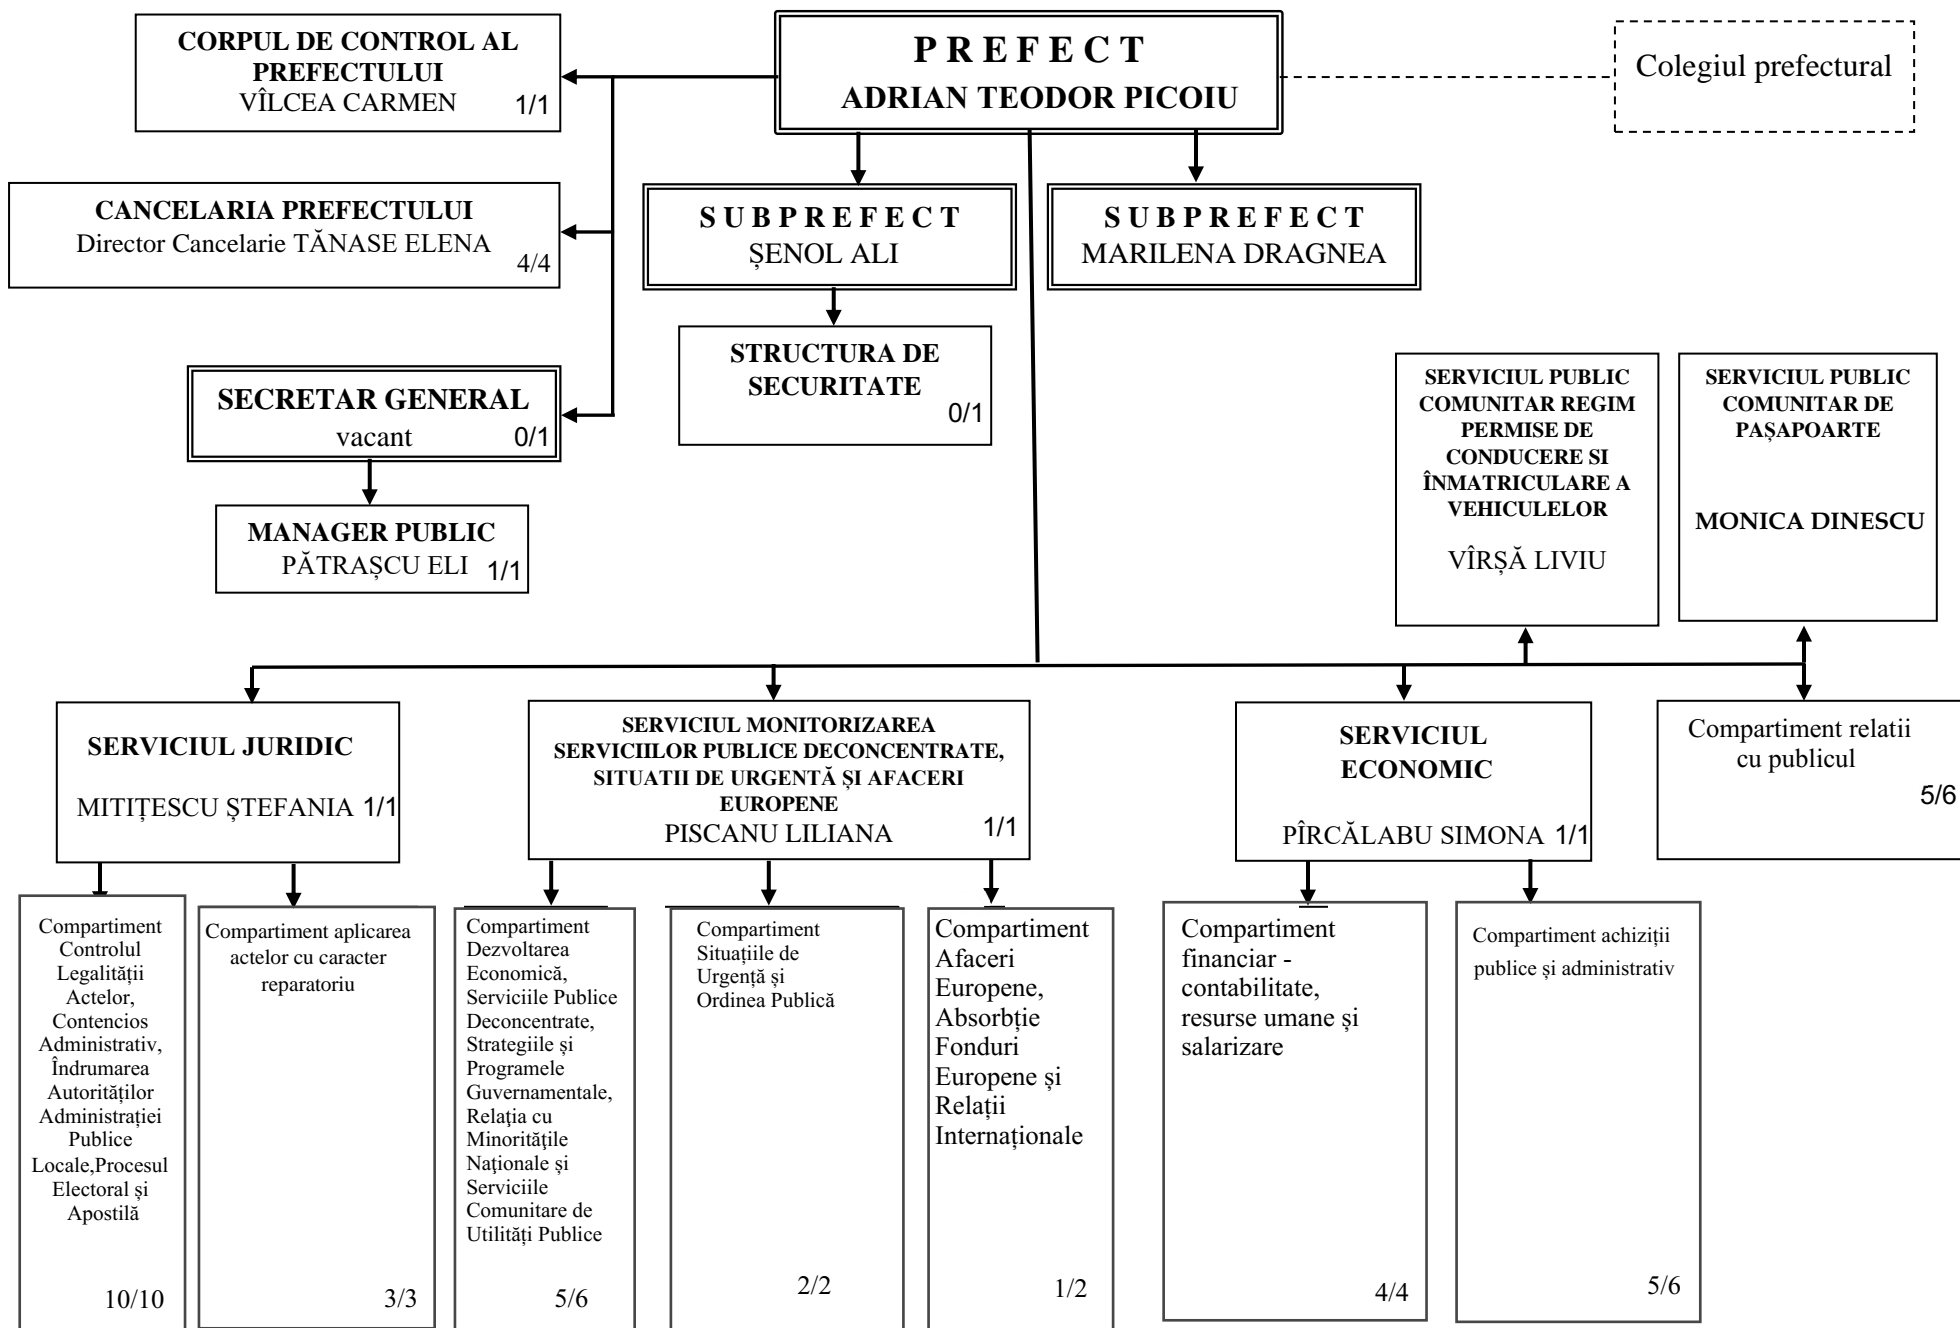 CORPUL DE CONTROL AL
PREFECTULUI
VÎLCEA CARMEN 1/1
P R E F E C T
ADRIAN TEODOR PICOIU
Colegiul prefectural
CANCELARIA PREFECTULUI
Director Cancelarie TĂNASE ELENA
4/4
S U B P R E F E C T
ȘENOL ALI
S U B P R E F E C T
MARILENA DRAGNEA
STRUCTURA DE
SECURITATE
0/1
SECRETAR GENERAL
vacant 0/1
MANAGER PUBLIC
PĂTRAȘCU ELI 1/1
SERVICIUL PUBLIC
COMUNITAR REGIM
PERMISE DE
CONDUCERE SI
ÎNMATRICULARE A
VEHICULELOR
VÎRȘĂ LIVIU
SERVICIUL PUBLIC
COMUNITAR DE
PAȘAPOARTE
MONICA DINESCU
SERVICIUL JURIDIC
MITIȚESCU ȘTEFANIA 1/1
SERVICIUL MONITORIZAREA
SERVICIILOR PUBLICE DECONCENTRATE,
SITUATII DE URGENTĂ ȘI AFACERI
EUROPENE
PISCANU LILIANA 1/1
SERVICIUL
ECONOMIC
PÎRCĂLABU SIMONA 1/1
Compartiment relatii
cu publicul
5/6
Compartiment
Controlul
Legalității
Actelor,
Contencios
Administrativ,
Îndrumarea
Autorităților
Administrației
Publice
Locale,Procesul
Electoral și
Apostilă
10/10
Compartiment aplicarea
actelor cu caracter
reparatoriu
3/3
Compartiment
Dezvoltarea
Economică,
Serviciile Publice
Deconcentrate,
Strategiile și
Programele
Guvernamentale,
Relaţia cu
Minorităţile
Naţionale și
Serviciile
Comunitare de
Utilități Publice
5/6
Compartiment
Situațiile de
Urgență și
Ordinea Publică
2/2
Compartiment
Afaceri
Europene,
Absorbție
Fonduri
Europene și
Relații
Internaționale
1/2
Compartiment
financiar -
contabilitate,
resurse umane și
salarizare
4/4
Compartiment achiziții
publice și administrativ
5/6